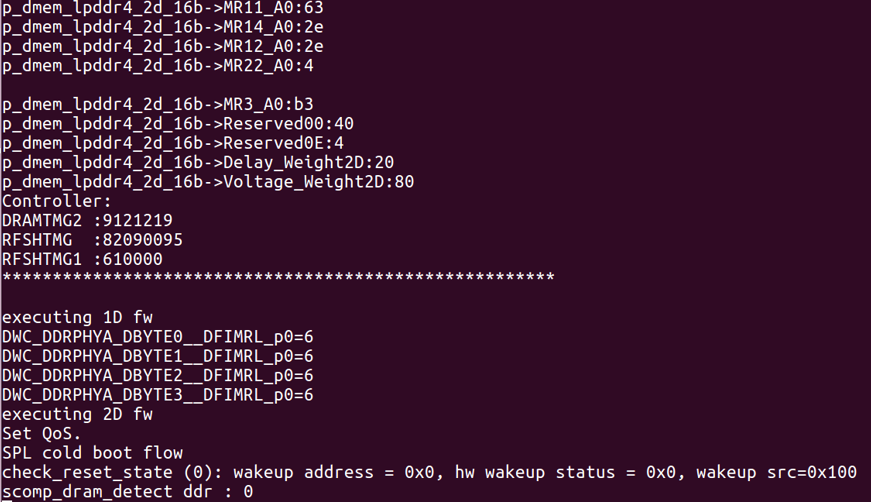 p_dmem_lpddr4_2d_16b->MR11_A0:63
p_dmem_lpddr4_2d_16b->MR14_A0:2e
p_dmem_lpddr4_2d_16b->MR12_A0:2e
p_dmem_lpddr4_2d_16b->MR22_A0:4
p_dmem_lpddr4_2d_16b->MR3_A0:b3
p_dmem_lpddr4_2d_16b->Reserved00:40
p_dmem_lpddr4_2d_16b->Reserved0E:4
p_dmem_lpddr4_2d_16b->Delay_Weight2D:20
p_dmem_lpddr4_2d_16b->Voltage_Weight2D:80
Controller:
DRAMTMG2 :9121219
RFSHTMG  :82090095
RFSHTMG1 :610000
*******************************************************
executing 1D fw
DWC_DDRPHYA_DBYTE0__DFIMRL_p0=6
DWC_DDRPHYA_DBYTE1__DFIMRL_p0=6
DWC_DDRPHYA_DBYTE2__DFIMRL_p0=6
DWC_DDRPHYA_DBYTE3__DFIMRL_p0=6
executing 2D fw
Set QoS.
SPL cold boot flow
check_reset_state (0): wakeup address = 0x0, hw wakeup status = 0x0, wakeup src=0x100
scomp_dram_detect ddr : 0